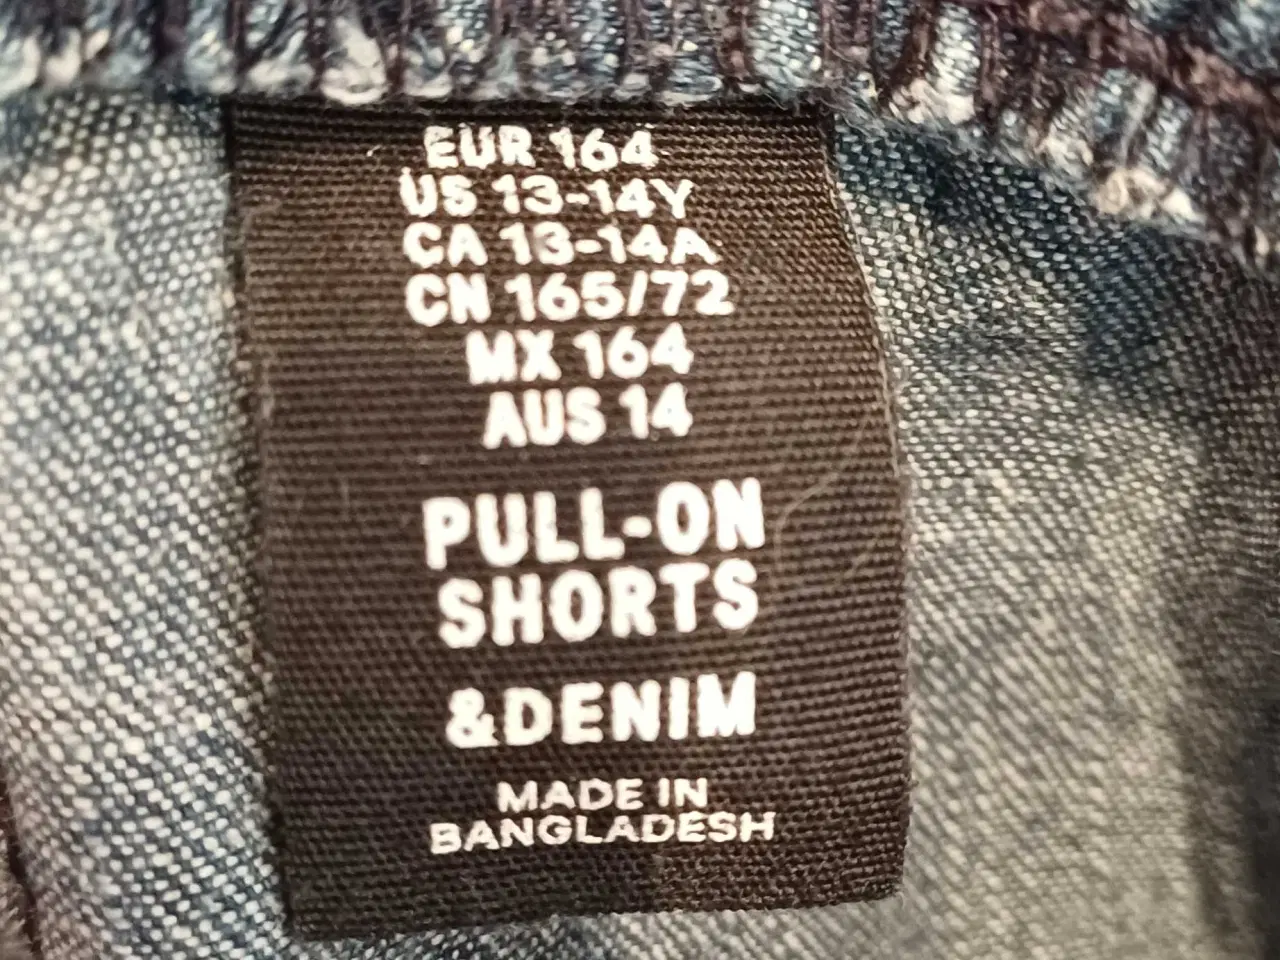 EUR 164
US 13-14Y
CA 13-14A
CN 165/72
MX 164
AUS 14
PULL-ON
SHORTS
&DENIM
MADE IN
BANGLADESH